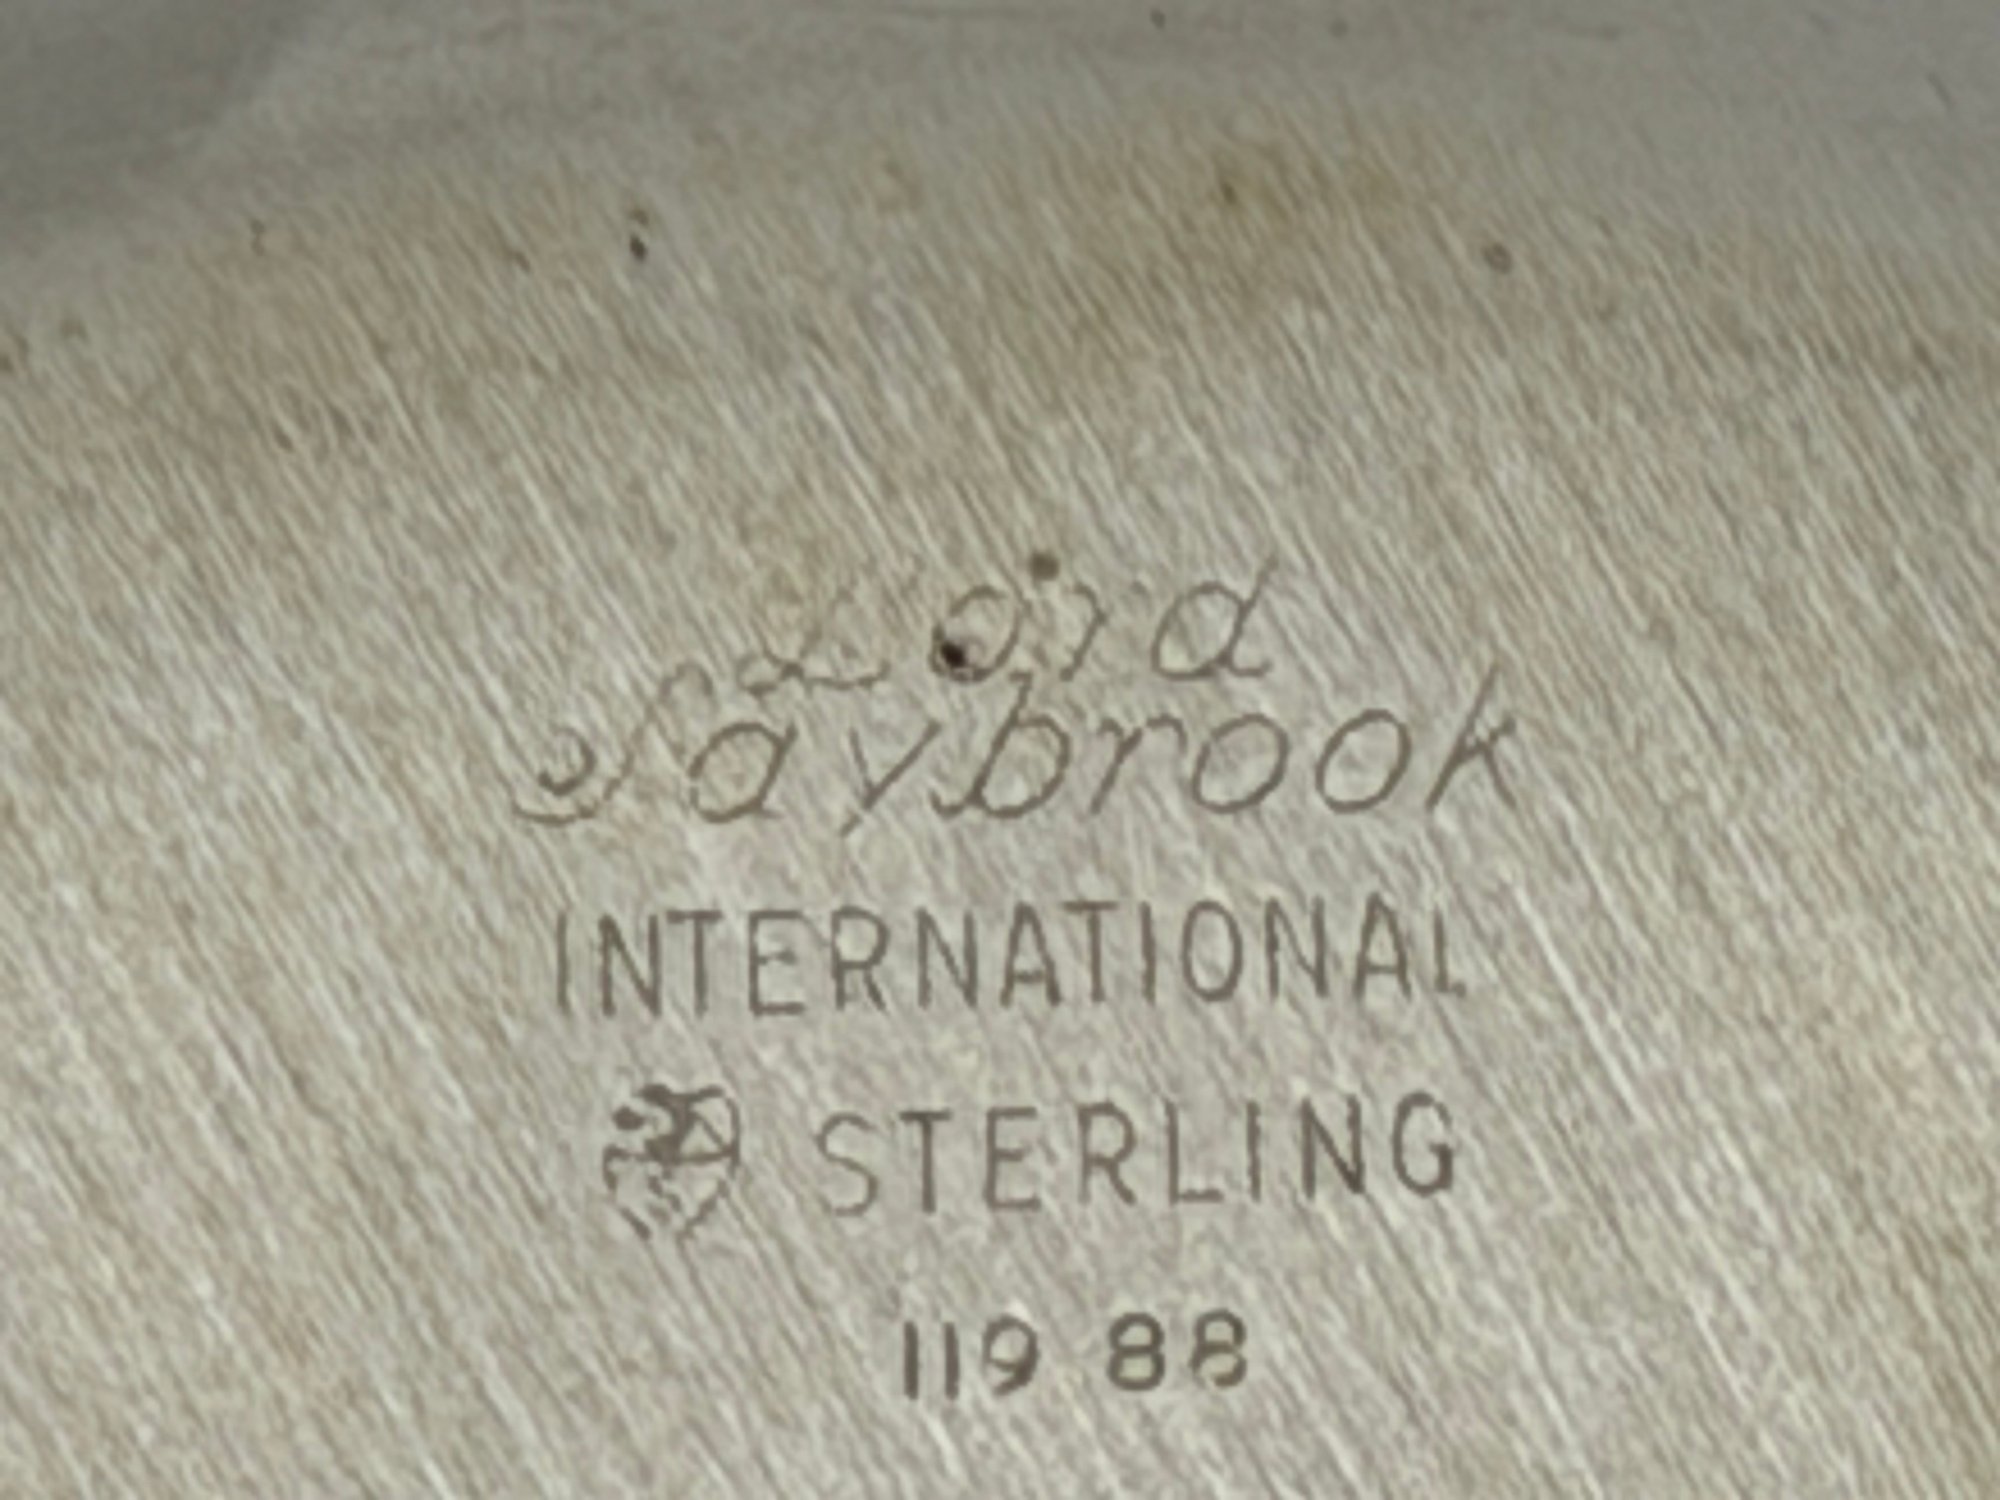 Lord
Saybrook
INTERNATIONAL
STERLING
119 88